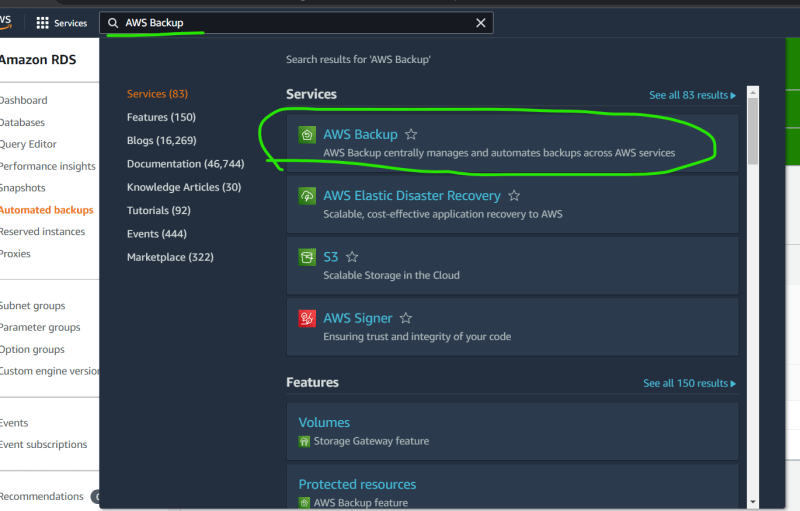 Services
AWS Backup
Amazon RDS
Dashboard
Databases
Query Editor
Performance insights
Snapshots
Automated backups
Reserved instances
Proxies
Subnet groups
Parameter groups
Option groups
Custom engine version
Events
Event subscriptions
Recommendations
Search results for 'AWS Backup'
Services (83)
Features (150)
Blogs (16,269)
Documentation (46,744)
Knowledge Articles (30)
Tutorials (92)
Events (444)
Marketplace (322)
Services
See all 83 results
AWS Backup
AWS Backup centrally manages and automates backups across AWS services
AWS Elastic Disaster Recovery
Scalable, cost-effective application recovery to AWS
S3
Scalable Storage in the Cloud
AWS Signer
Ensuring trust and integrity of your code
Features
See all 150 results
Volumes
Storage Gateway feature
Protected resources
AWS Backup feature